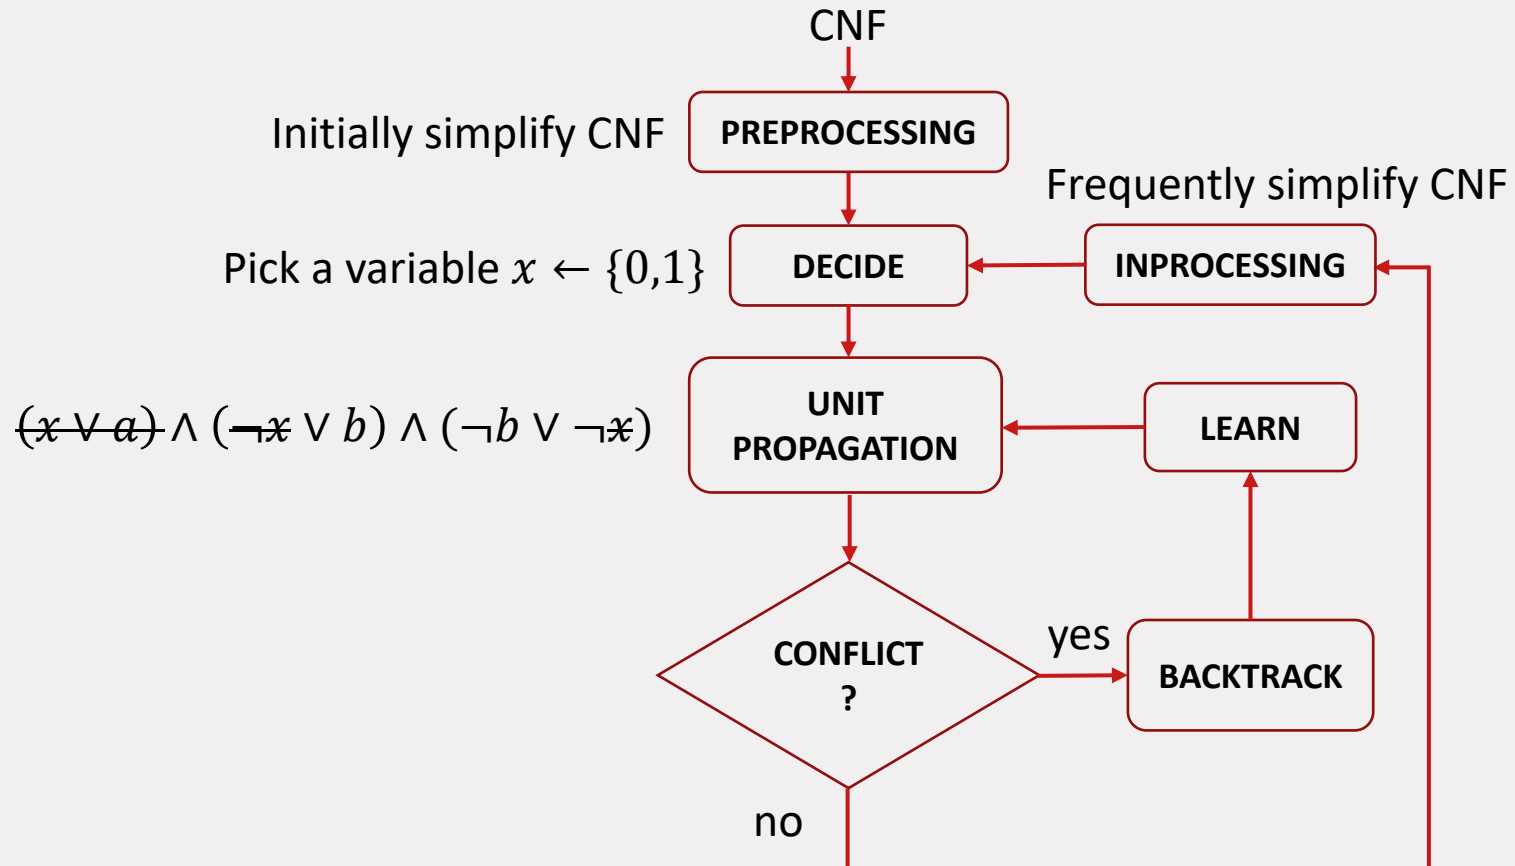 CNF
Initially simplify CNF
PREPROCESSING
Frequently simplify CNF
Pick a variable 𝑥 ← {0,1}
DECIDE
INPROCESSING
(𝑥 ∨ 𝑎) ∧ (¬𝑥 ∨ 𝑏) ∧ (¬𝑏 ∨ ¬𝑥)
UNIT
PROPAGATION
LEARN
CONFLICT
?
yes
BACKTRACK
no